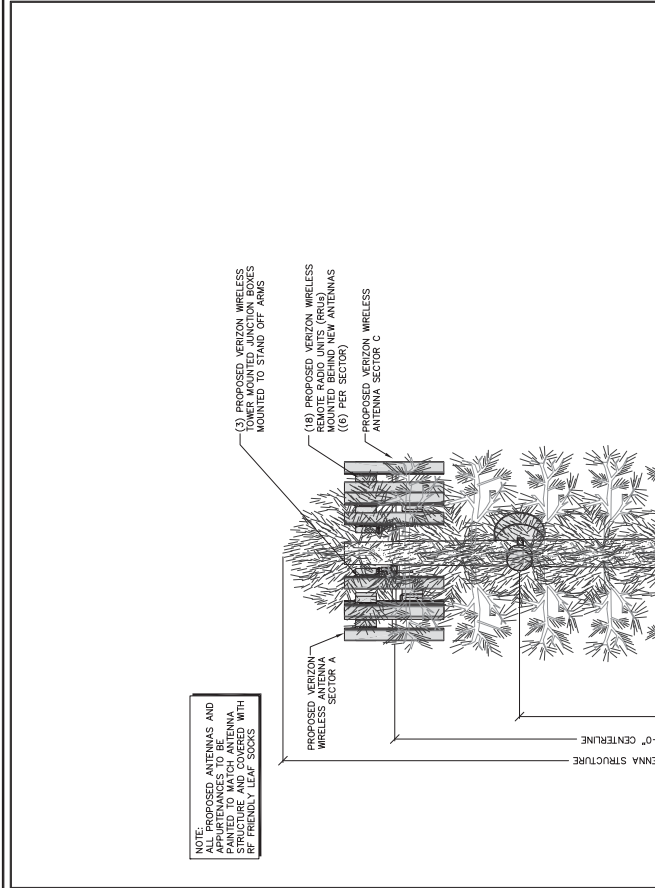 (3) PROPOSED VERIZON WIRELESS
TOWER MOUNTED JUNCTION BOXES
MOUNTED TO STAND OFF ARMS
(18) PROPOSED VERIZON WIRELESS
REMOTE RADIO UNITS (RRUs)
MOUNTED BEHIND NEW ANTENNAS
((6) PER SECTOR)
PROPOSED VERIZON WIRELESS
ANTENNA SECTOR C
NOTE:
ALL PROPOSED ANTENNAS AND
APPURTENANCES TO BE
PAINTED TO MATCH ANTENNA
STRUCTURE AND COVERED WITH
RF FRIENDLY LEAF SOCKS
PROPOSED VERIZON
WIRELESS ANTENNA
SECTOR A
-0" CENTERLINE
ENNA STRUCTURE